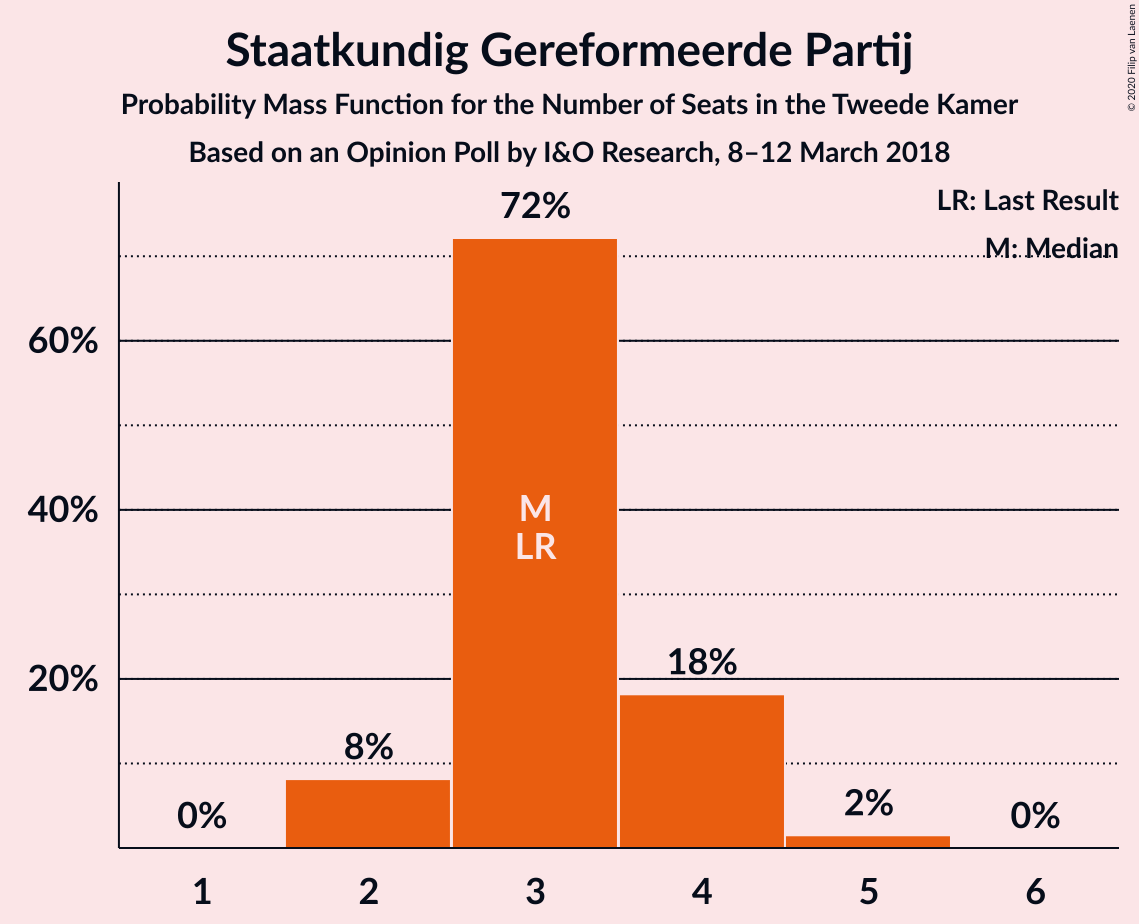 Staatkundig Gereformeerde Partij
Probability Mass Function for the Number of Seats in the Tweede Kamer
Based on an Opinion Poll by I&O Research, 8–12 March 2018
© 2020 Filip van Laenen
LR: Last Result
M: Median
72%
60%
40%
M
LR
20%
18%
8%
2%
0%
0%
1 2 3 4 5 6